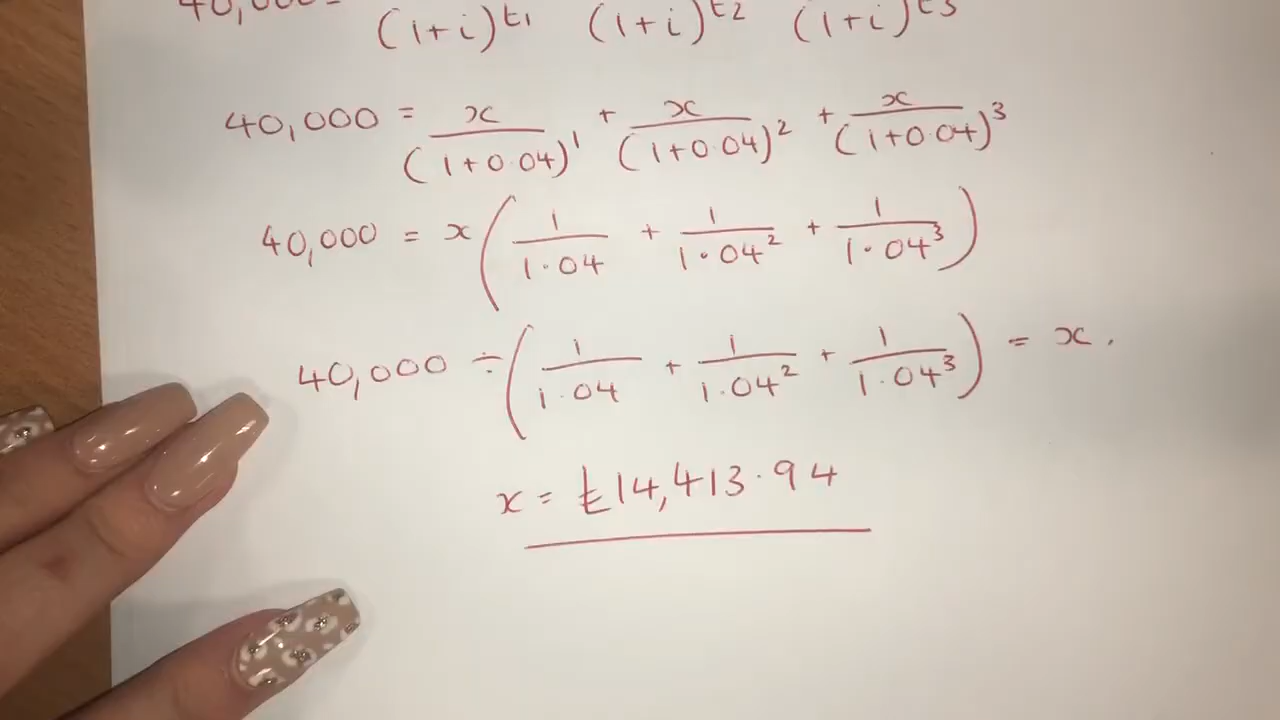 40,000 = (1+i)^t1 (1+i)^t2 (1+i)^t3
40,000 = x/(1+0.04)^1 + x/(1+0.04)^2 + x/(1+0.04)^3
40,000 = x(1/1.04 + 1/1.04^2 + 1/1.04^3)
40,000 ÷ (1/1.04 + 1/1.04^2 + 1/1.04^3) = x.
x = £14,413.94